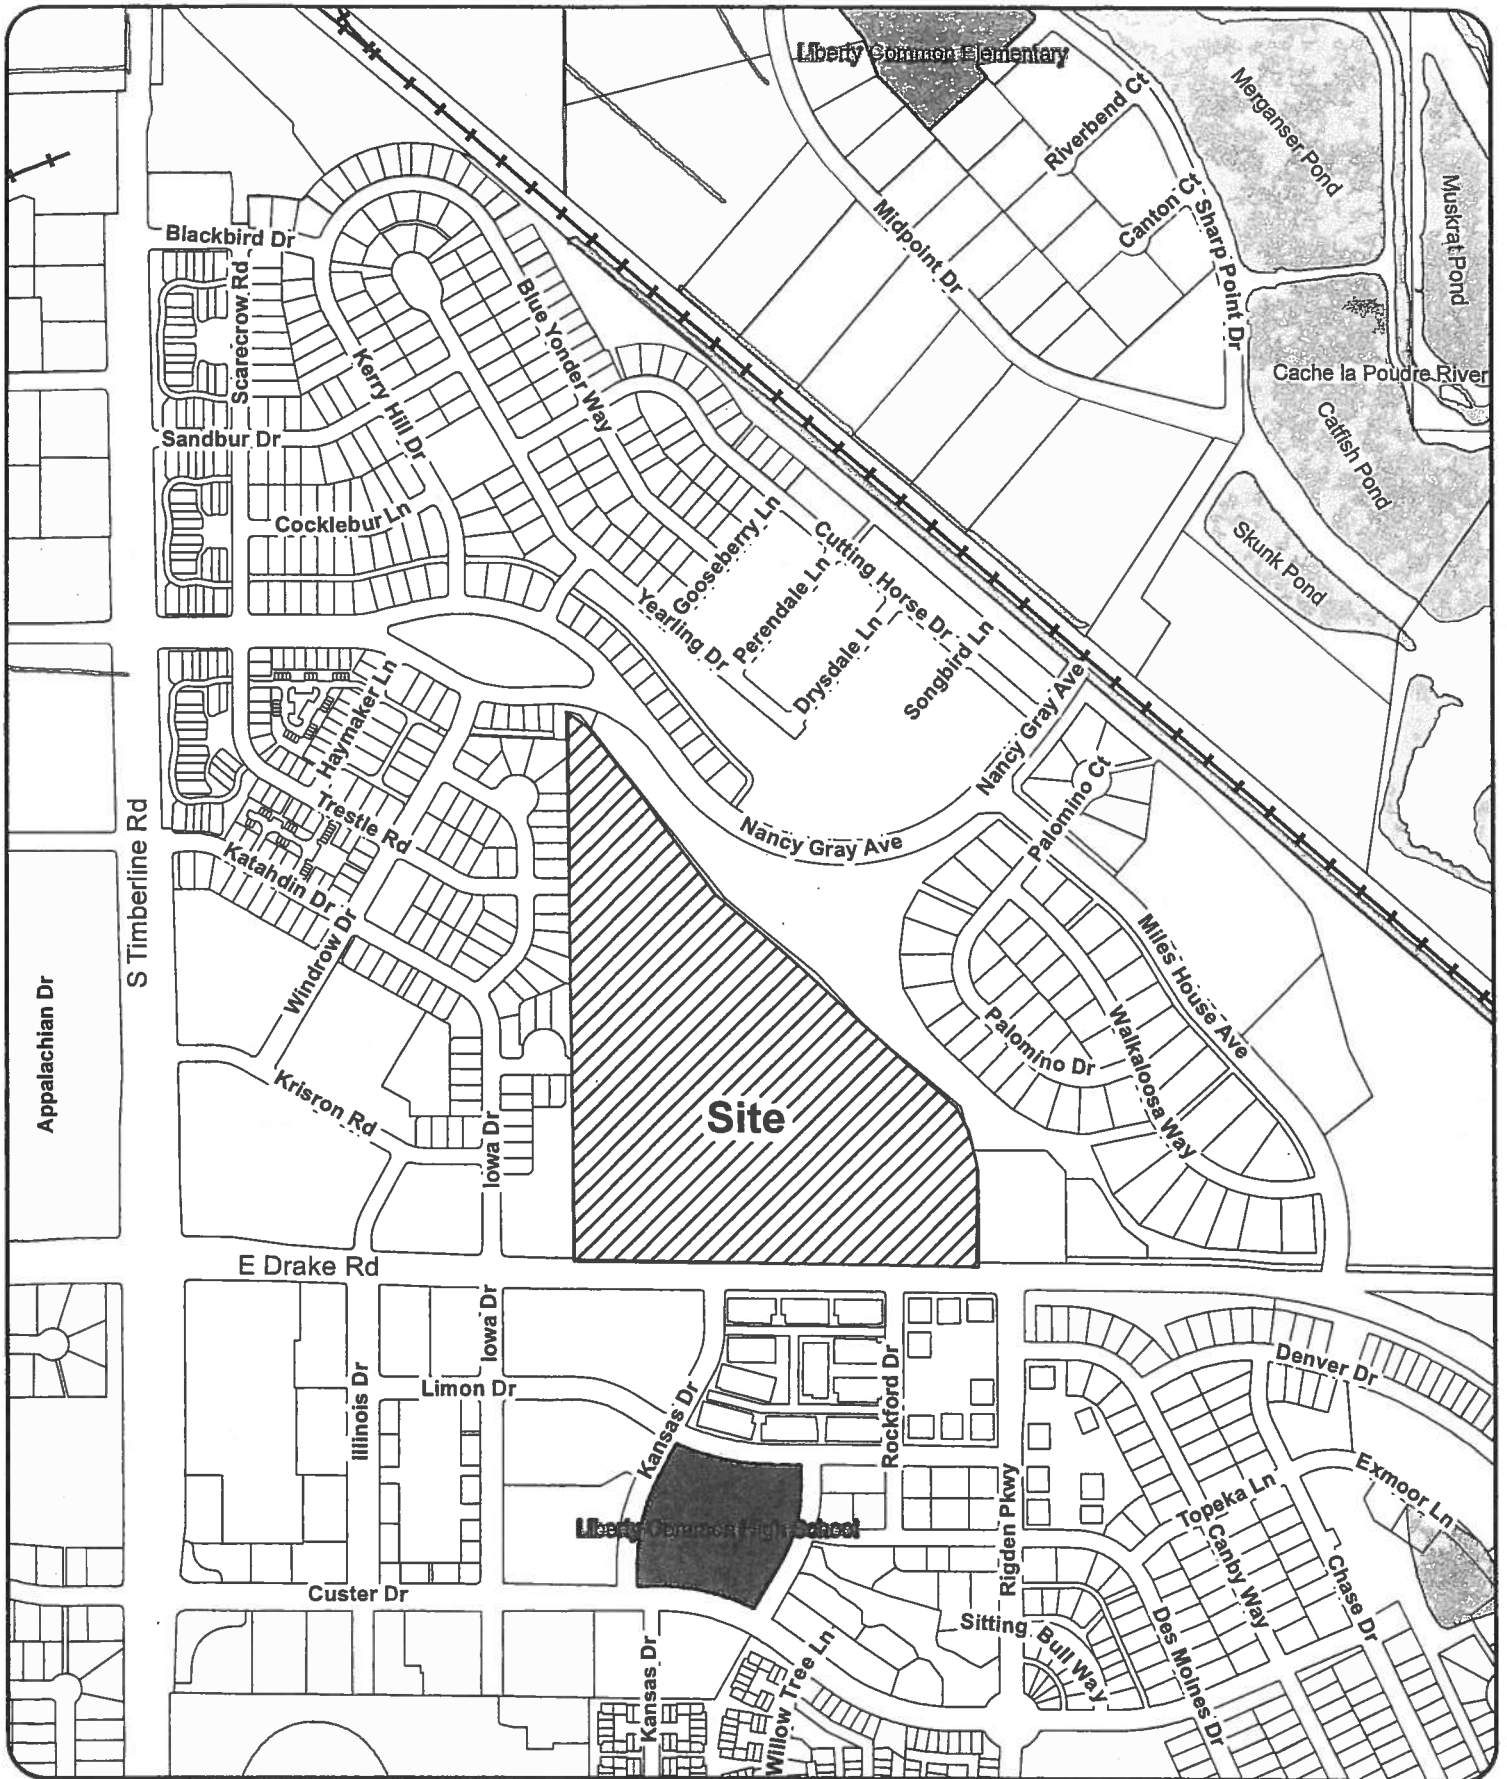 Liberty Common Elementary
Riverbend Ct
Merganser Pond
Muskrat Pond
Canton Ct
Sharp Point Dr
Midpoint Dr
Blackbird Dr
Scarecrow Rd
Blue Yonder Way
Kerry Hill Dr
Cache la Poudre River
Catfish Pond
Sandbur Dr
Cocklebur Ln
Gooseberry Ln
Cutting Horse Dr
Skunk Pond
Perendale Ln
Yearling Dr
Drysdale Ln
Songbird Ln
Haymaker Ln
Nancy Gray Ave
Palomino Ct
Trestle Rd
Nancy Gray Ave
S Timberline Rd
Katahdin Dr
Windrow Dr
Miles House Ave
Appalachian Dr
Palomino Dr
Walkaloosa Way
Krisron Rd
Site
Iowa Dr
E Drake Rd
Iowa Dr
Illinois Dr
Limon Dr
Kansas Dr
Rockford Dr
Denver Dr
Rigden Pkwy
Topeka Ln
Exmoor Ln
Liberty Common High School
Canby Way
Chase Dr
Custer Dr
Sitting Bull Way
Des Moines Dr
Kansas Dr
Willow Tree Ln